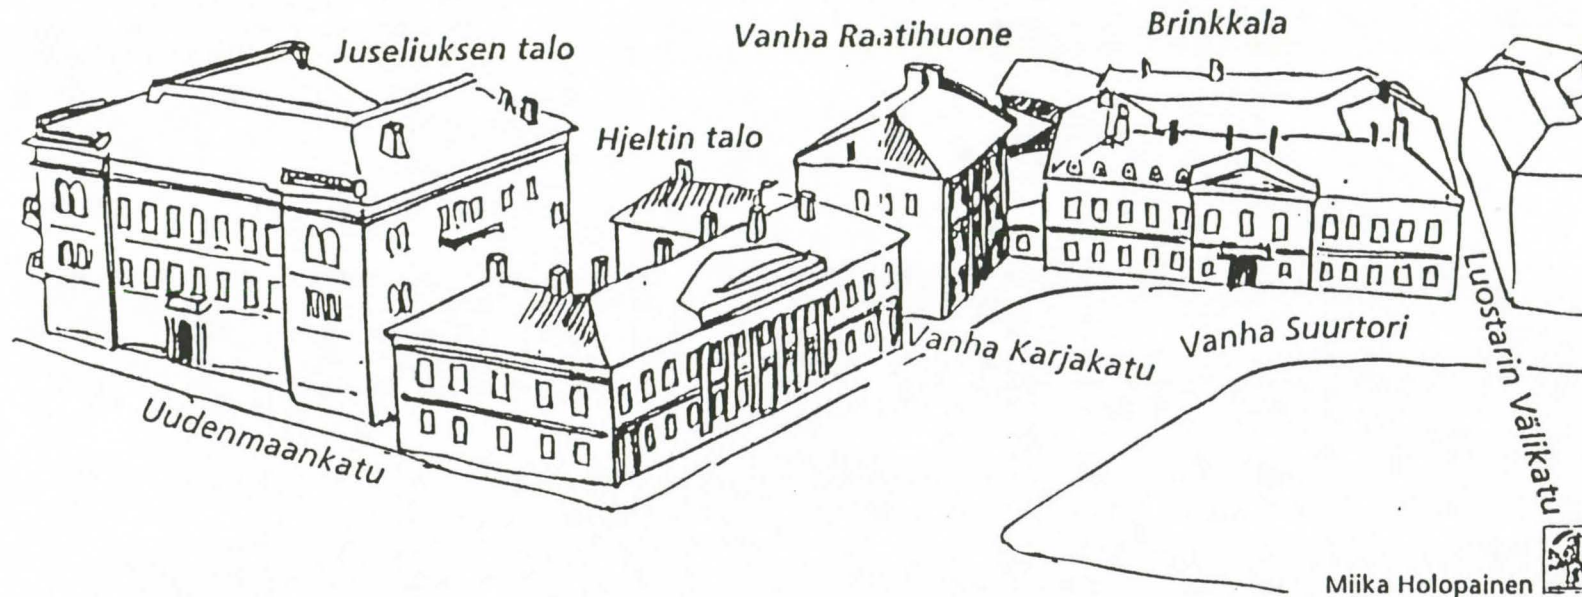 Juseliuksen talo
Hjeltin talo
Vanha Raatihuone
Brinkkala
Uudenmaankatu
Vanha Karjakatu
Vanha Suurtori
Luostarin Välikatu
Miika Holopainen